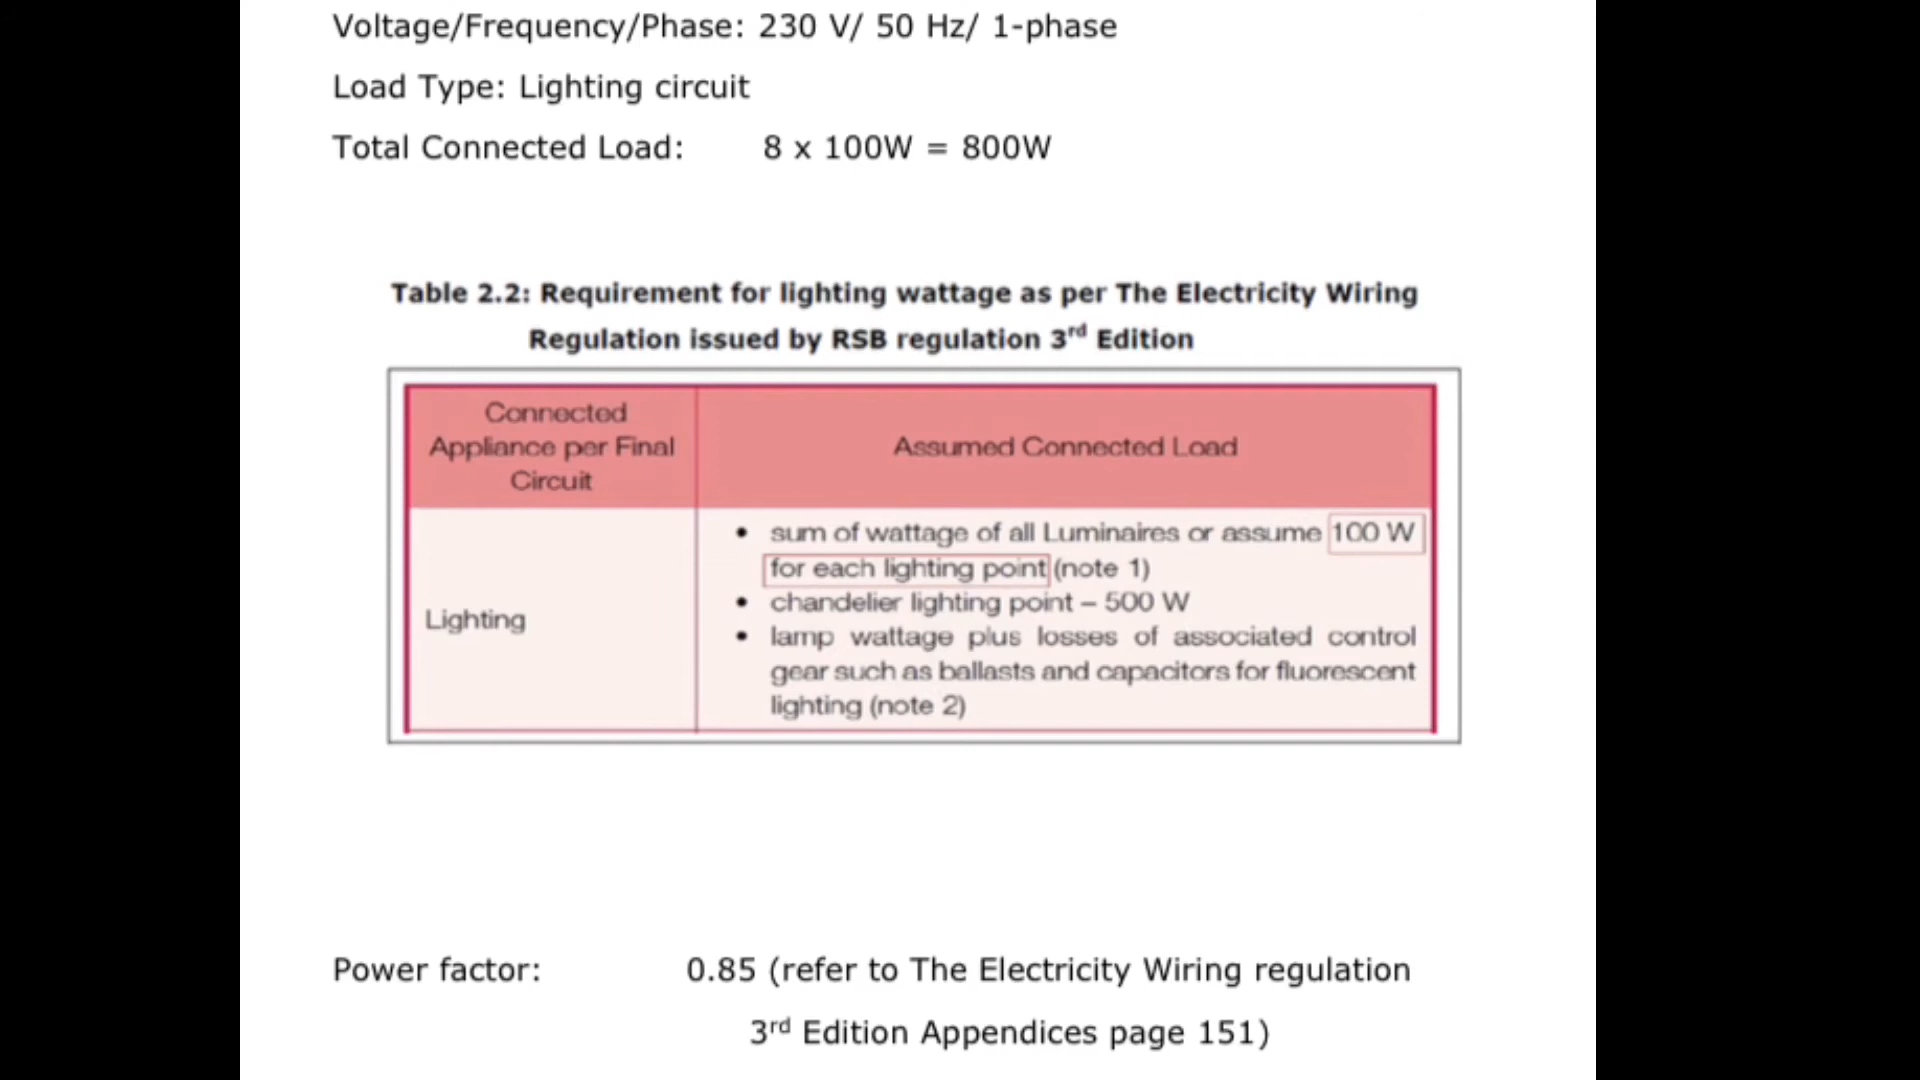 Voltage/Frequency/Phase: 230 V/ 50 Hz/ 1-phase
Load Type: Lighting circuit
Total Connected Load: 8 x 100W = 800W
Table 2.2: Requirement for lighting wattage as per The Electricity Wiring
Regulation issued by RSB regulation 3rd Edition
Connected
Appliance per Final
Circuit
Assumed Connected Load
Lighting
• sum of wattage of all Luminaires or assume 100 W
for each lighting point (note 1)
• chandelier lighting point – 500 W
• lamp wattage plus losses of associated control
gear such as ballasts and capacitors for fluorescent
lighting (note 2)
Power factor: 0.85 (refer to The Electricity Wiring regulation
3rd Edition Appendices page 151)